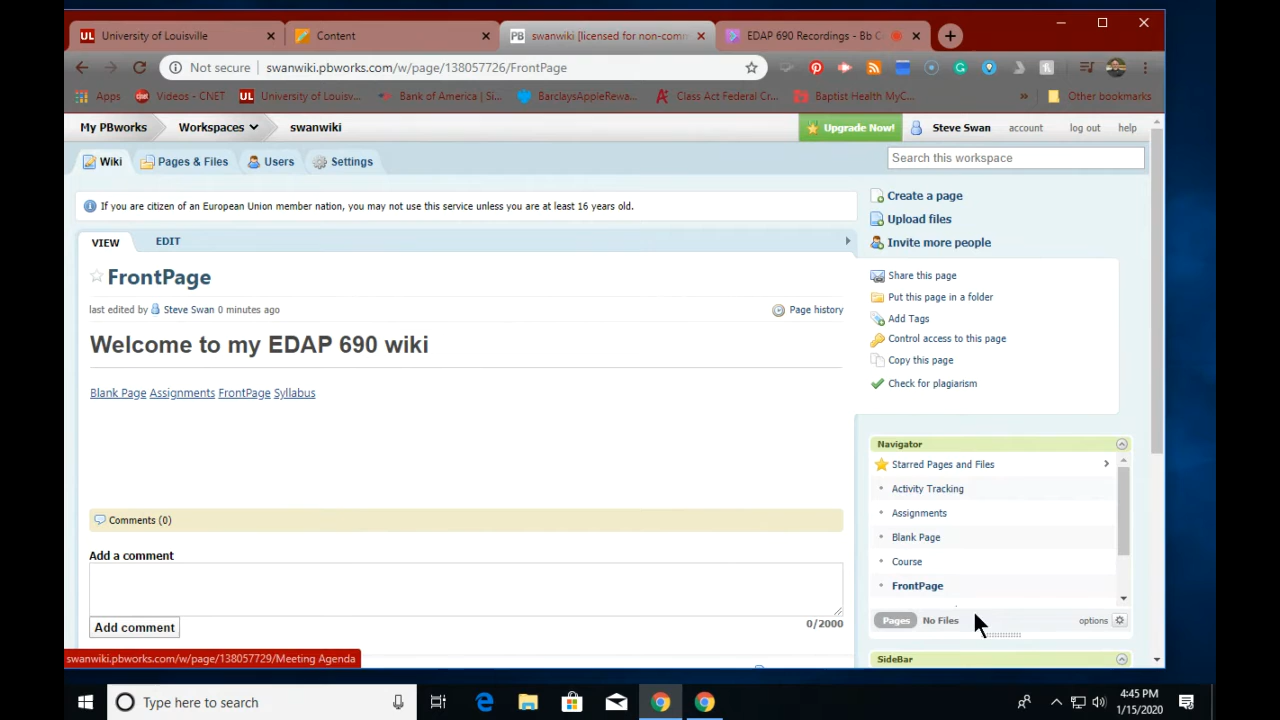 University of Louisville
Content
swanwiki [licensed for non-comm
EDAP 690 Recordings - Bb C
Not secure
swanwiki.pbworks.com/w/page/138057726/FrontPage
Apps
Videos - CNET
University of Louisv...
Bank of America | Si...
BarclaysAppleRewa...
Class Act Federal Cr...
Baptist Health MyC...
»
Other bookmarks
My PBworks
Workspaces
swanwiki
Upgrade Now!
Steve Swan
account
log out
help
Wiki
Pages & Files
Users
Settings
Search this workspace
If you are citizen of an European Union member nation, you may not use this service unless you are at least 16 years old.
Create a page
Upload files
Invite more people
VIEW
EDIT
FrontPage
last edited by Steve Swan 0 minutes ago
Page history
Welcome to my EDAP 690 wiki
Blank Page Assignments FrontPage Syllabus
Share this page
Put this page in a folder
Add Tags
Control access to this page
Copy this page
Check for plagiarism
Navigator
Starred Pages and Files
Activity Tracking
Assignments
Blank Page
Course
FrontPage
Pages
No Files
options
SideBar
Comments (0)
Add a comment
Add comment
0/2000
swanwiki.pbworks.com/w/page/138057729/Meeting Agenda
Type here to search
4:45 PM
1/15/2020